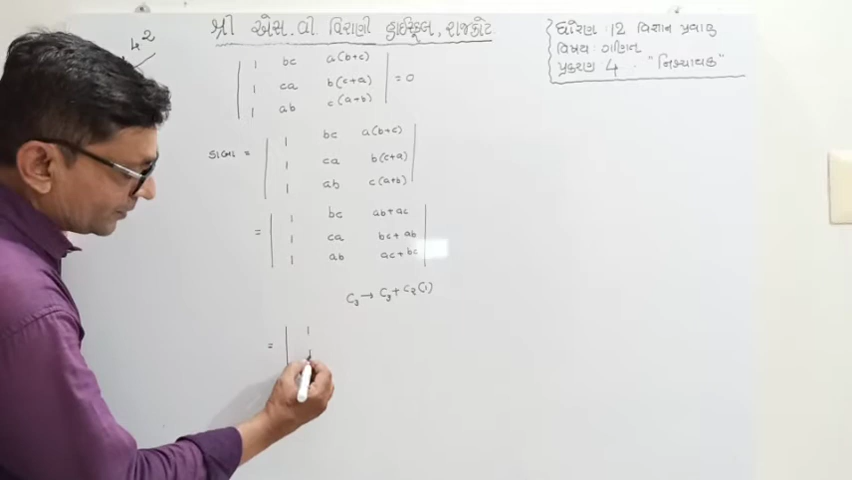 શ્રી એસ.વી વિરાણી હાઈસ્કૂલ, રાજકોટ
ધોરણ : 12 વિજ્ઞાન પ્રવાહ
વિષય : ગણિત
પ્રકરણ 4 . "નિશ્ચાયક"
| 1 bc a(b+c) |
| 1 ca b(c+a) | = 0
| 1 ab c(a+b) |
| 1 bc a(b+c) |
ડાબા = | 1 ca b(c+a) |
| 1 ab c(a+b) |
| 1 bc ab+ac |
= | 1 ca bc+ab |
| 1 ab ac+bc |
C₃ → C₃ + C₂(1)
| 1
= | 1